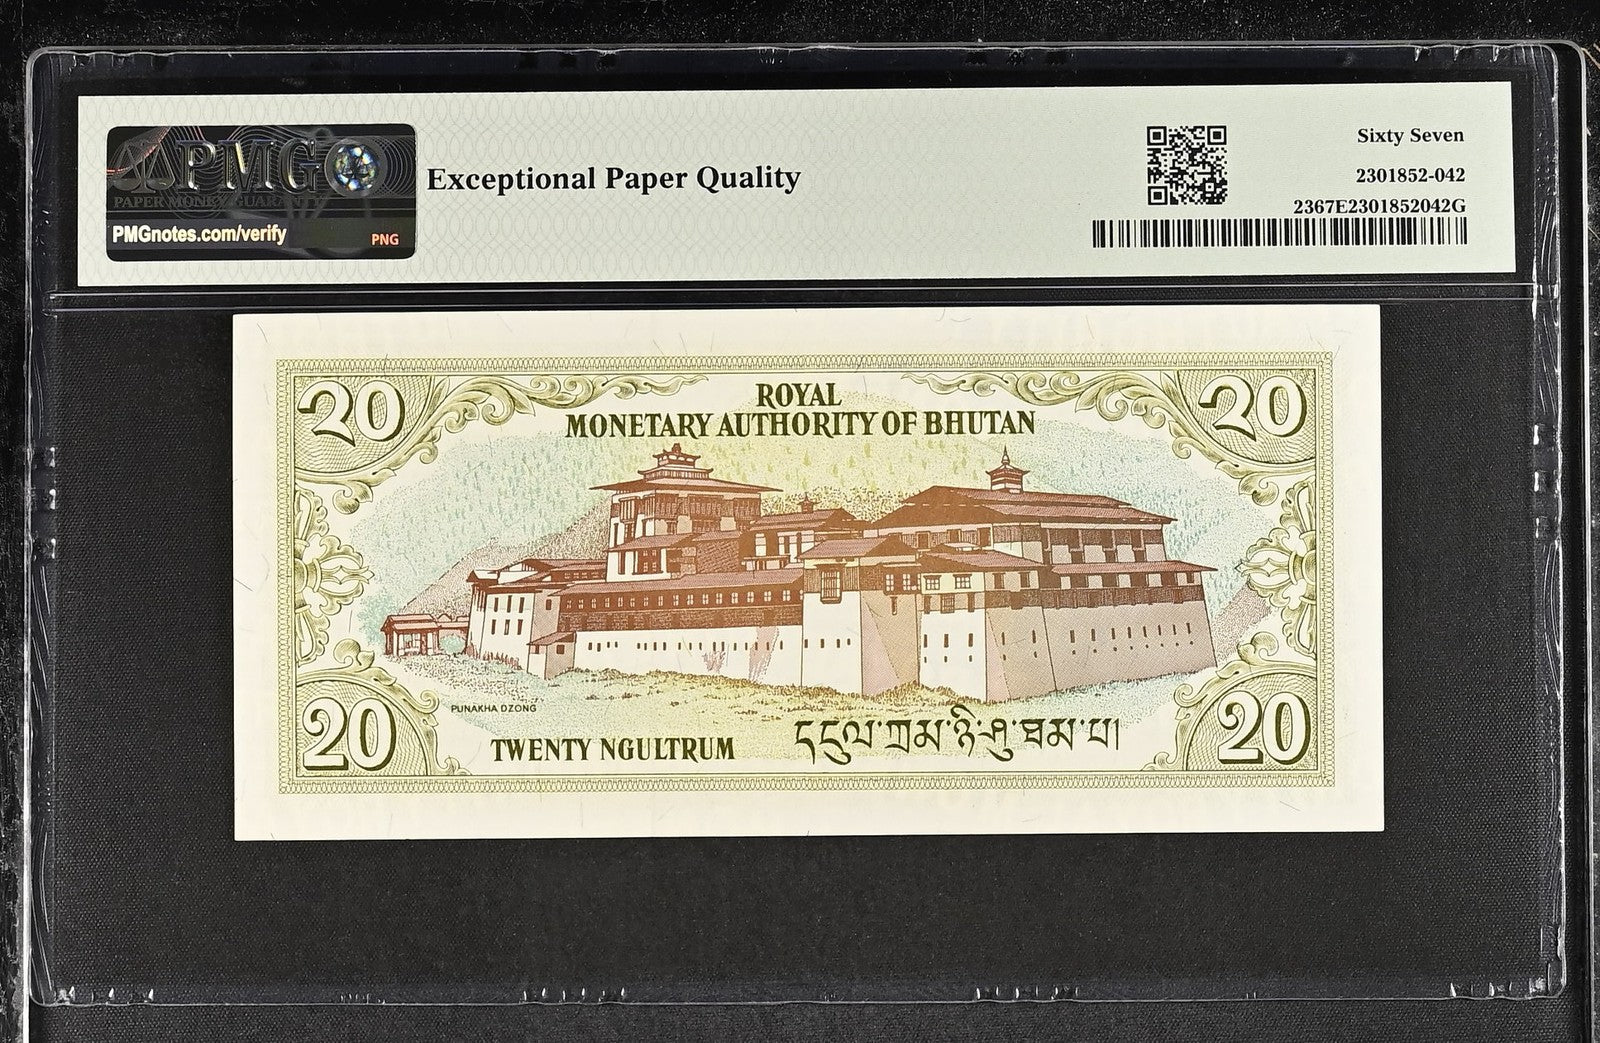 PMG
PAPER MONEY GUARANTY
PMGnotes.com/verify
PNG
Exceptional Paper Quality
Sixty Seven
2301852-042
2367E2301852042G
20
20
ROYAL
MONETARY AUTHORITY OF BHUTAN
PUNAKHA DZONG
20
TWENTY NGULTRUM
དངུལ་ཀྲམ་ཉི་ཤུ་ཐམ་པ།
20